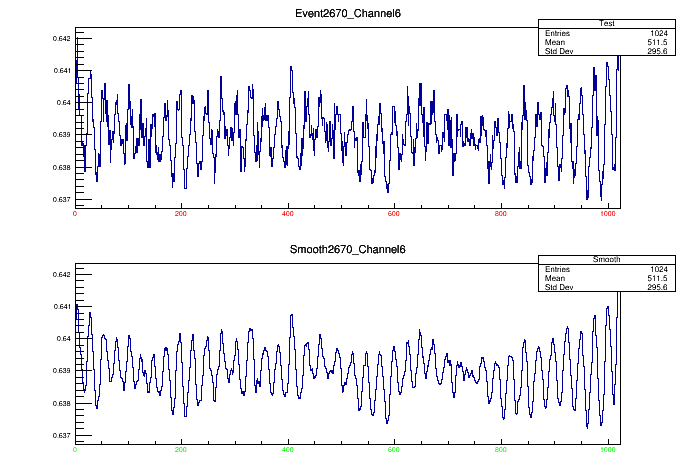 Event2670_Channel6
Test
Entries 1024
Mean 511.5
Std Dev 295.6
0.642
0.641
0.64
0.639
0.638
0.637
0 200 400 600 800 1000
Smooth2670_Channel6
Smooth
Entries 1024
Mean 511.5
Std Dev 295.6
0.642
0.641
0.64
0.639
0.638
0.637
0 200 400 600 800 1000